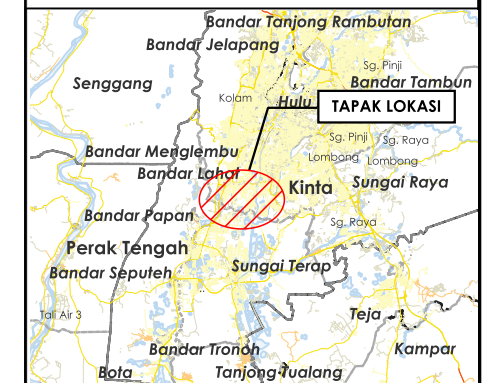 Bandar Tanjong Rambutan
Bandar Jelapang
Sg. Pinji
Senggang
Bandar Tambun
Kolam
Hulu
TAPAK LOKASI
Sg. Pinji
Sg. Raya
Bandar Menglembu
Lombong
Lombong
Bandar Lahat
Kinta
Sungai Raya
Bandar Papan
Sg. Raya
Perak Tengah
Bandar Seputeh
Sungai Terap
Tali Air 3
Teja
Bandar Tronoh
Kampar
Bota
Tanjong Tualang